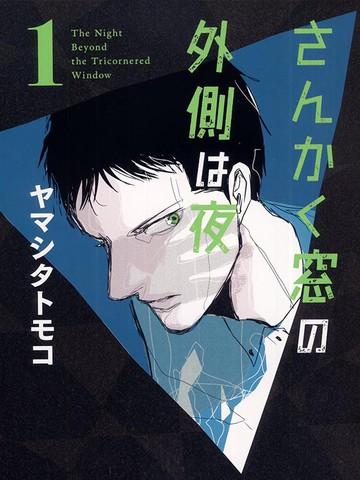 1
The Night
Beyond
the Tricornered
Window
さんかく窓の
外側は夜
ヤマシタトモコ